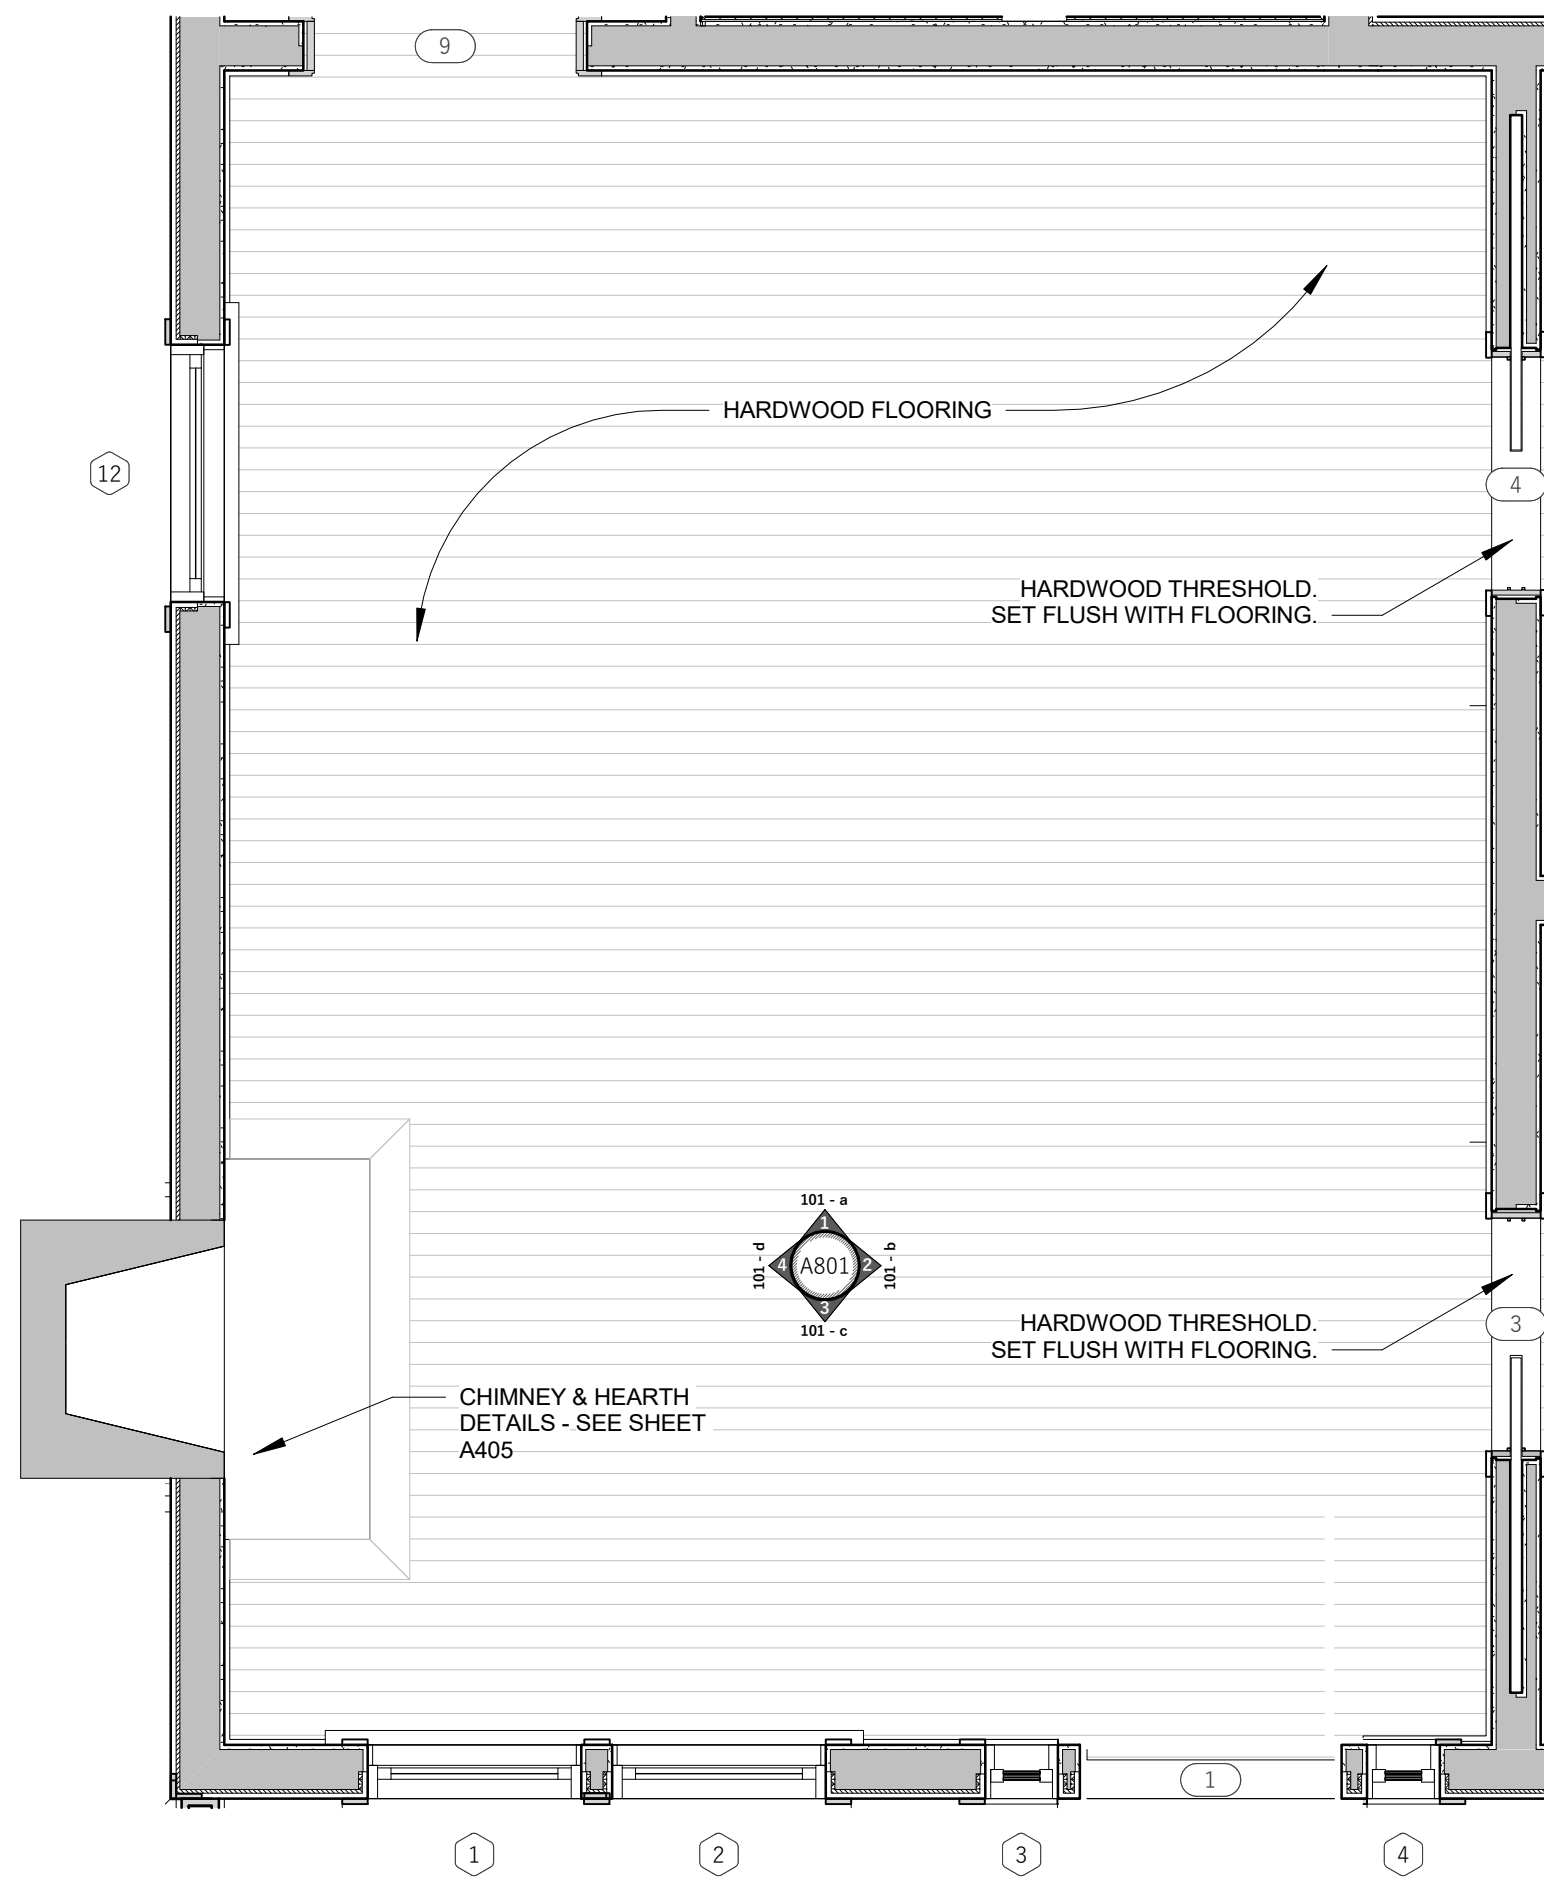 9
HARDWOOD FLOORING
12
4
HARDWOOD THRESHOLD.
SET FLUSH WITH FLOORING.
101 - a
1
101 - d
4
A801
2
101 - b
3
101 - c
HARDWOOD THRESHOLD.
SET FLUSH WITH FLOORING.
3
CHIMNEY & HEARTH
DETAILS - SEE SHEET
A405
1
1
2
3
4